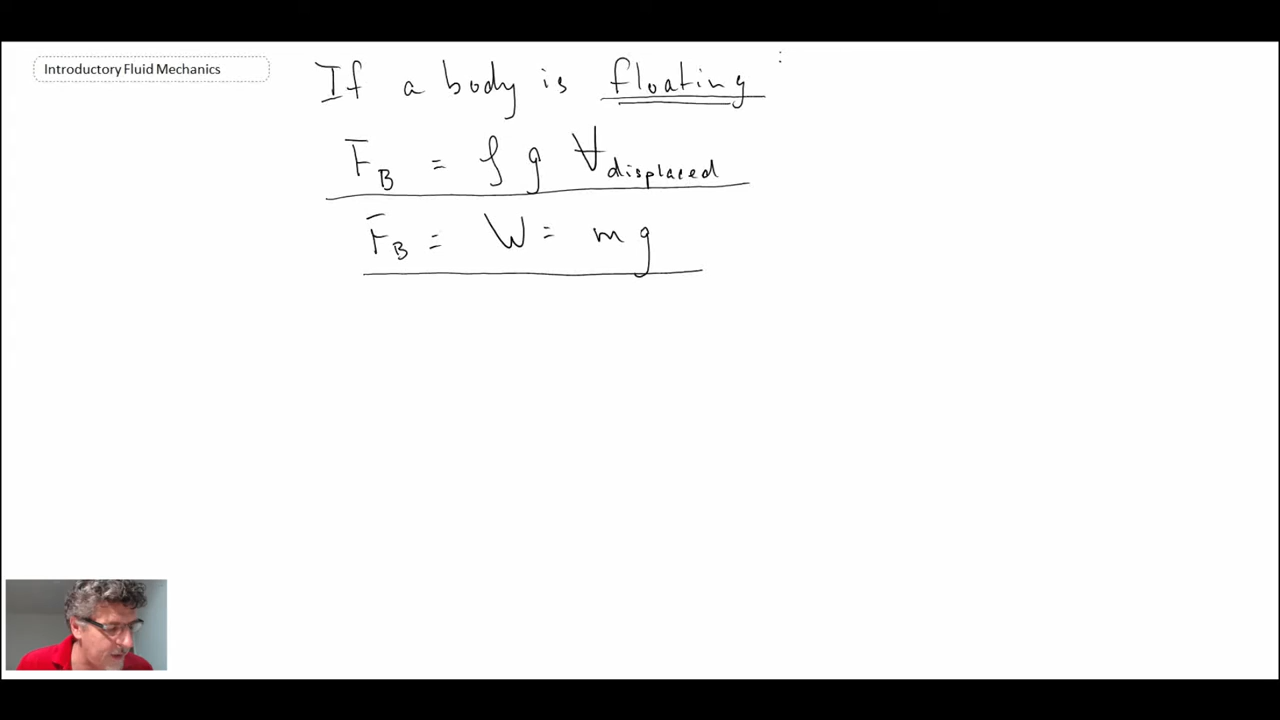 Introductory Fluid Mechanics
If a body is floating :
F_B = ρ g ∀_displaced
F_B = W = mg